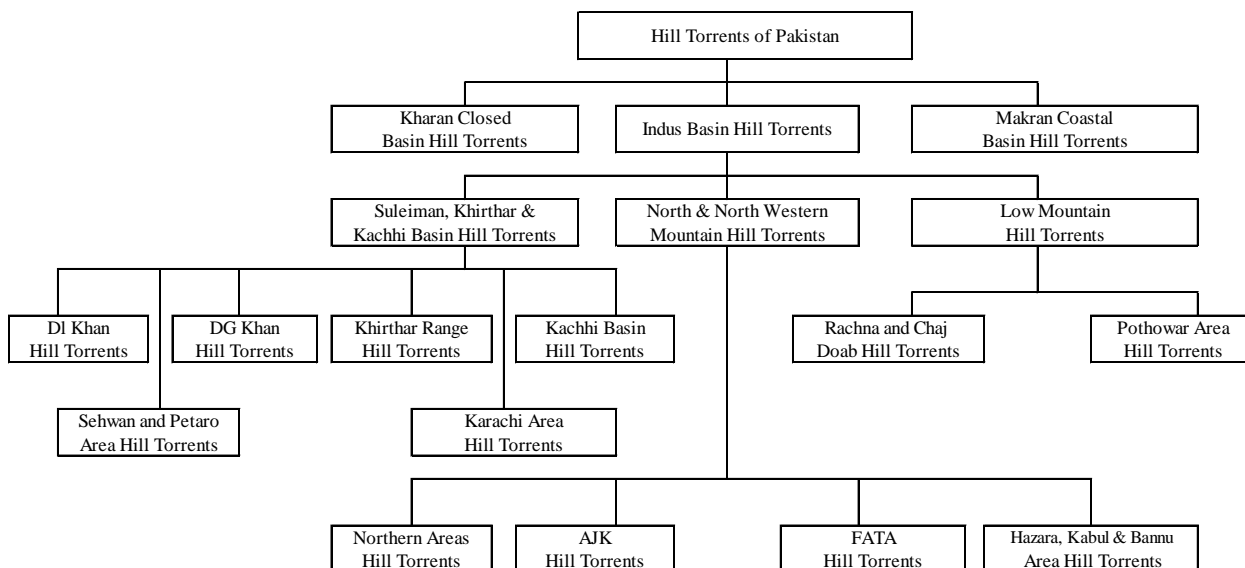 Hill Torrents of Pakistan
Kharan Closed
Basin Hill Torrents
Indus Basin Hill Torrents
Makran Coastal
Basin Hill Torrents
Suleiman, Khirthar &
Kachhi Basin Hill Torrents
North & North Western
Mountain Hill Torrents
Low Mountain
Hill Torrents
Dl Khan
Hill Torrents
DG Khan
Hill Torrents
Khirthar Range
Hill Torrents
Kachhi Basin
Hill Torrents
Rachna and Chaj
Doab Hill Torrents
Pothowar Area
Hill Torrents
Sehwan and Petaro
Area Hill Torrents
Karachi Area
Hill Torrents
Northern Areas
Hill Torrents
AJK
Hill Torrents
FATA
Hill Torrents
Hazara, Kabul & Bannu
Area Hill Torrents